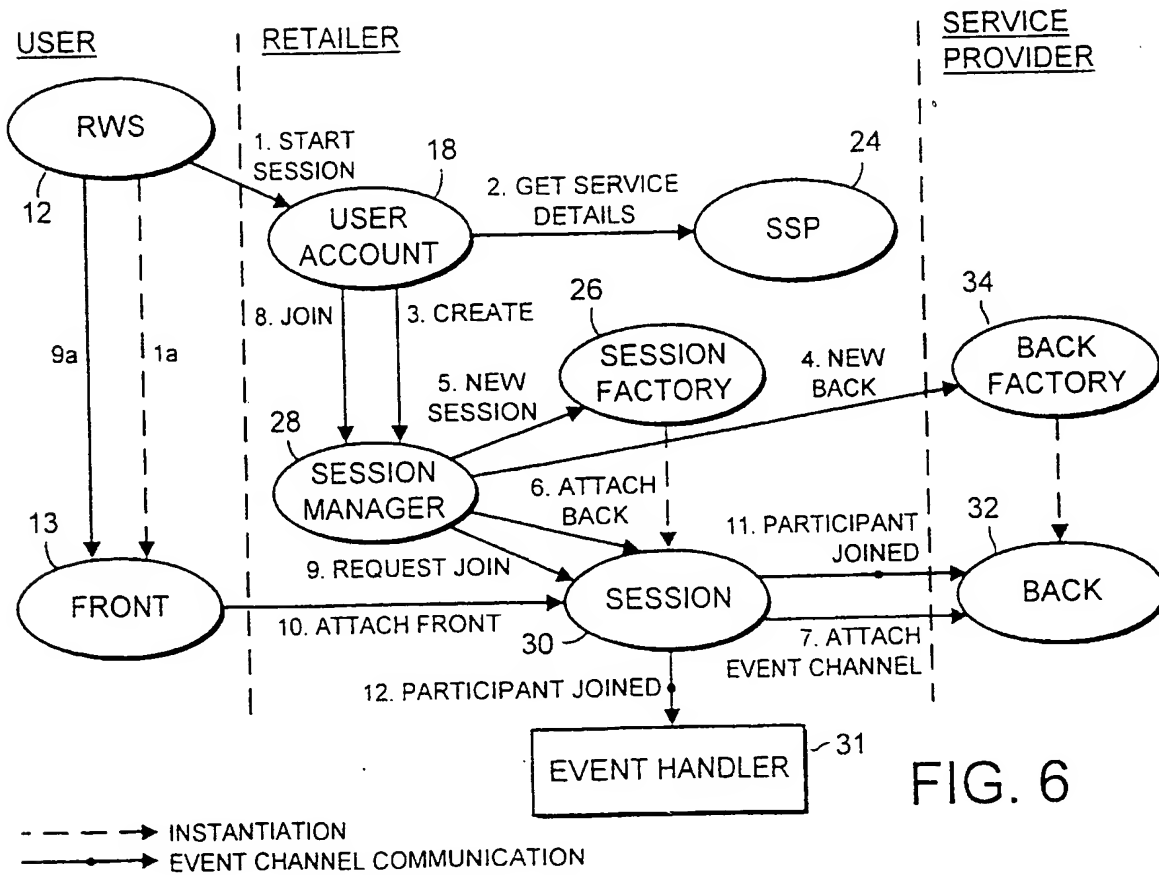 USER
RETAILER
SERVICE
PROVIDER
RWS
12
1. START
SESSION
18
USER
ACCOUNT
2. GET SERVICE
DETAILS
24
SSP
9a
1a
8. JOIN
3. CREATE
26
SESSION
FACTORY
34
BACK
FACTORY
4. NEW
BACK
5. NEW
SESSION
28
SESSION
MANAGER
6. ATTACH
BACK
13
FRONT
9. REQUEST JOIN
10. ATTACH FRONT
SESSION
30
11. PARTICIPANT
JOINED
32
BACK
7. ATTACH
EVENT CHANNEL
12. PARTICIPANT JOINED
EVENT HANDLER
31
FIG. 6
INSTANTIATION
EVENT CHANNEL COMMUNICATION